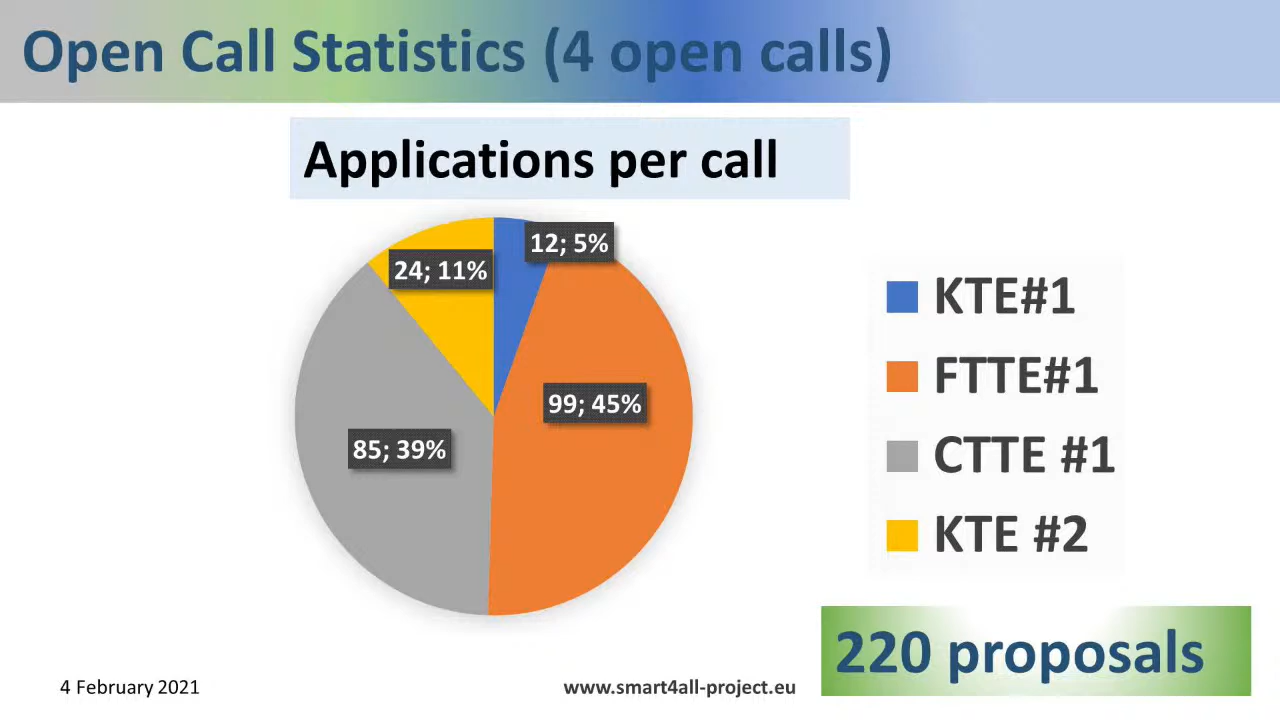 Open Call Statistics (4 open calls)
Applications per call
12; 5%
24; 11%
99; 45%
85; 39%
KTE#1
FTTE#1
CTTE #1
KTE #2
220 proposals
4 February 2021
www.smart4all-project.eu